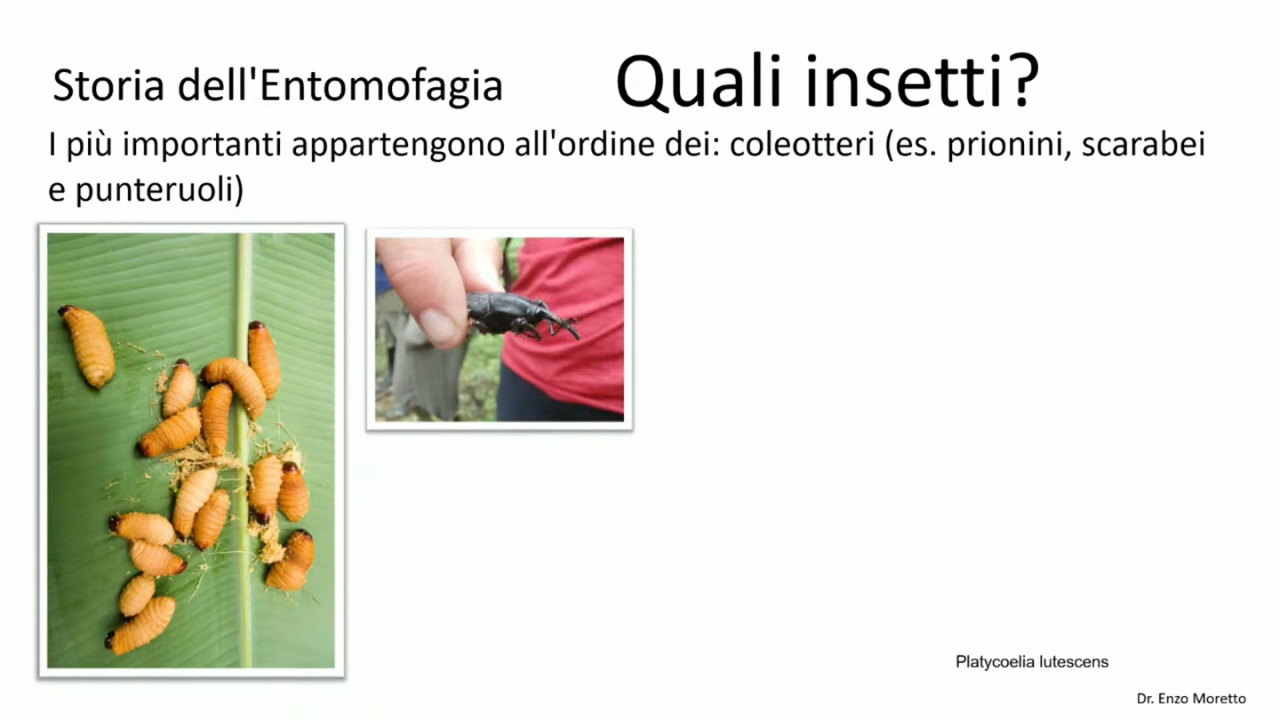 Storia dell'Entomofagia
Quali insetti?
I più importanti appartengono all'ordine dei: coleotteri (es. prionini, scarabei
e punteruoli)
Platycoelia lutescens
Dr. Enzo Moretto